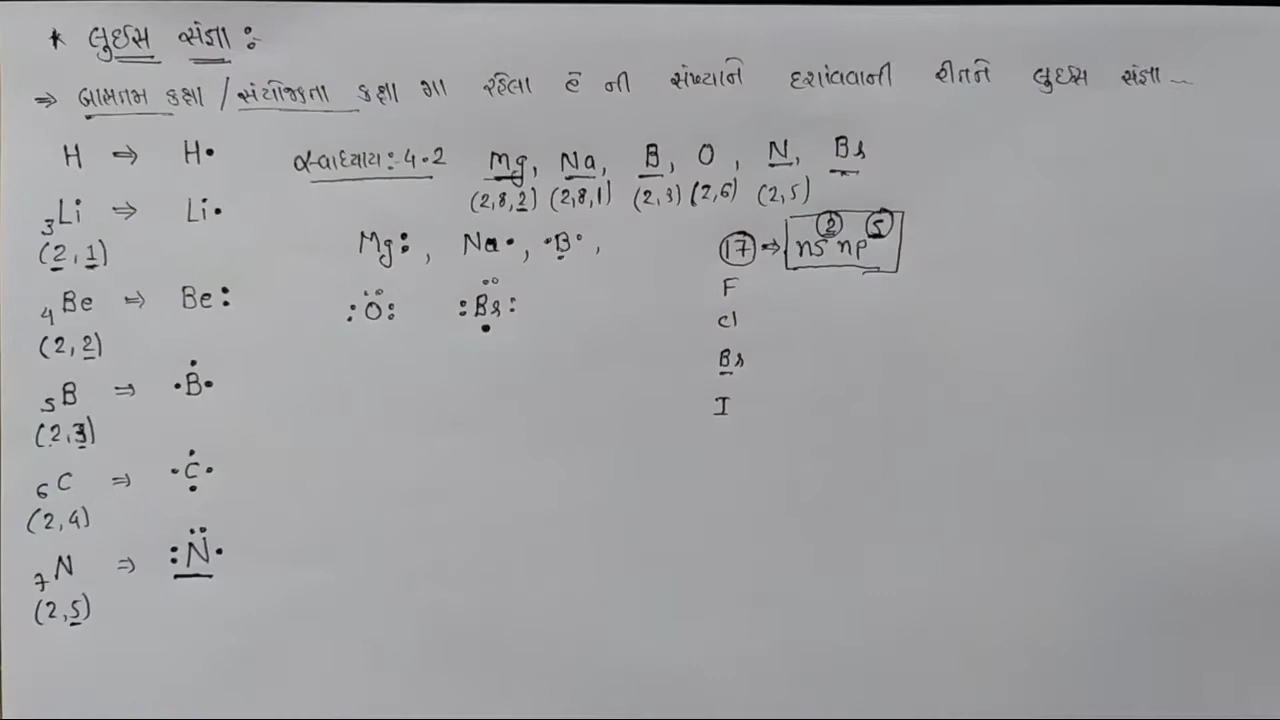 * લુઈસ સંજ્ઞા :-
⇒ બાહ્યતમ કક્ષા / સંયોજકતા કક્ષા મા રહેલા ē ની સંખ્યાને દર્શાવવાની રીતને લુઈસ સંજ્ઞા ...
H ⇒ H•
સ્વાધ્યાય :- 4.2 Mg, Na, B, O, N, Br
(2,8,2) (2,8,1) (2,3) (2,6) (2,5)
₃Li ⇒ Li•
(2,1)
Mg:, Na•, •B•,
17 ⇒ ns² np⁵
₄Be ⇒ Be:
(2,2)
:O: :Br:
F
Cl
Br
I
₅B ⇒ •B•
(2,3)
₆C ⇒ •C•
(2,4)
₇N ⇒ :N•
(2,5)